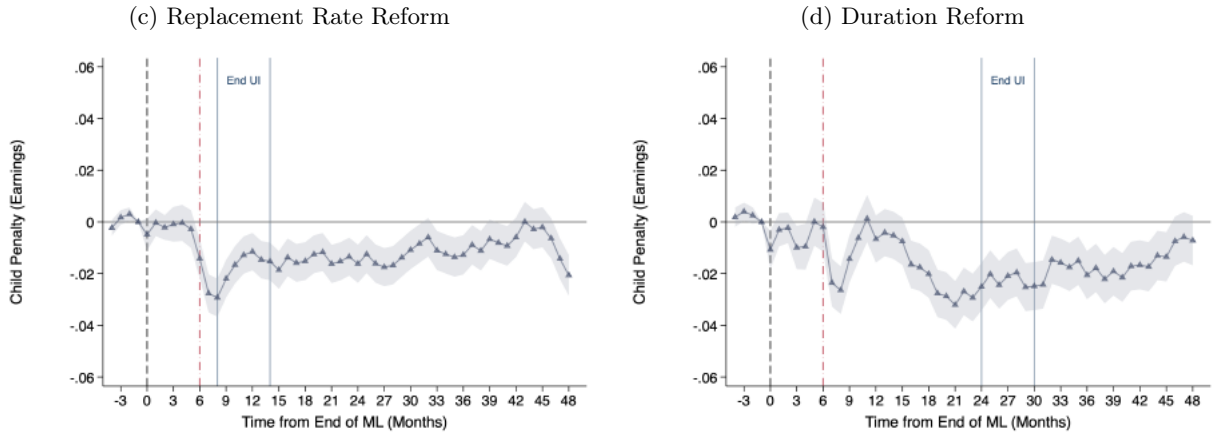 (c) Replacement Rate Reform
Child Penalty (Earnings)
.06
.04
.02
0
-.02
-.04
-.06
End UI
-3 0 3 6 9 12 15 18 21 24 27 30 33 36 39 42 45 48
Time from End of ML (Months)
(d) Duration Reform
Child Penalty (Earnings)
.06
.04
.02
0
-.02
-.04
-.06
End UI
-3 0 3 6 9 12 15 18 21 24 27 30 33 36 39 42 45 48
Time from End of ML (Months)